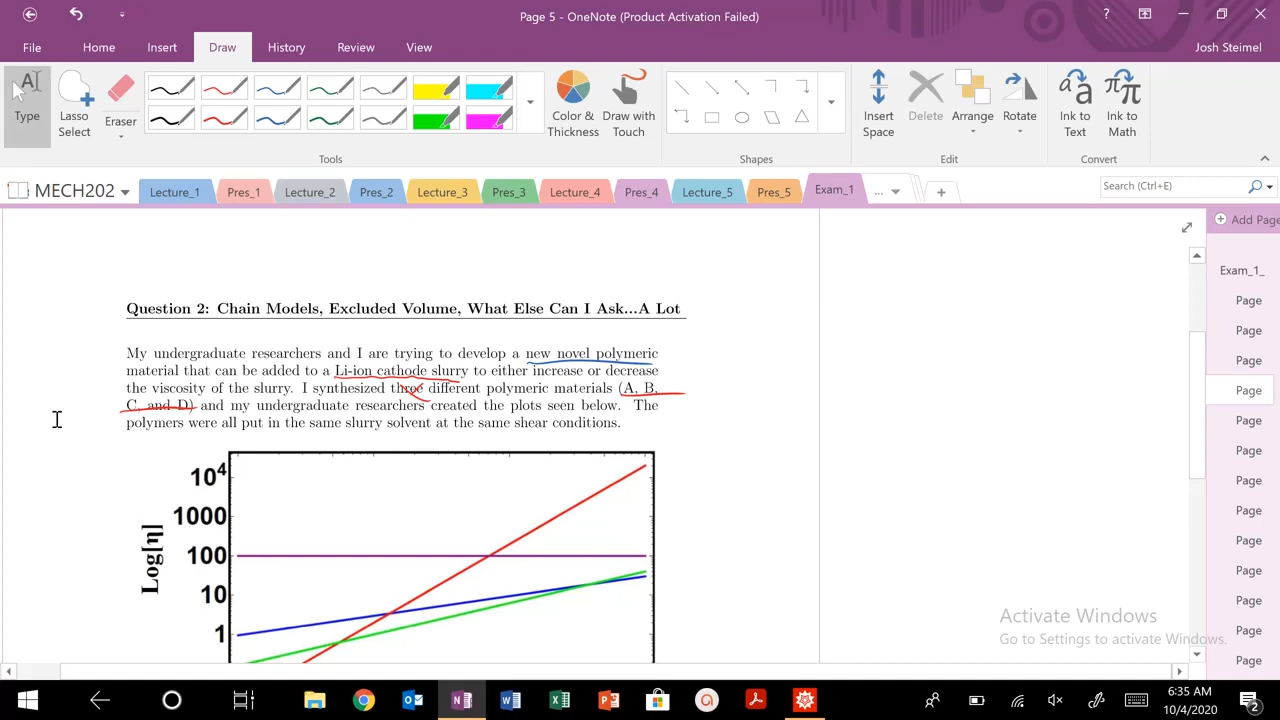 Page 5 - OneNote (Product Activation Failed)
?
File
Home
Insert
Draw
History
Review
View
Josh Steimel
Type
Lasso Select
Eraser
Color & Thickness
Draw with Touch
Insert Space
Delete
Arrange
Rotate
Ink to Text
Ink to Math
Tools
Shapes
Edit
Convert
MECH202
Lecture_1
Pres_1
Lecture_2
Pres_2
Lecture_3
Pres_3
Lecture_4
Pres_4
Lecture_5
Pres_5
Exam_1
...
Search (Ctrl+E)
Add Page
Exam_1_
Page
Page
Page
Page
Page
Page
Page
Page
Page
Page
Page
Page
Page
Question 2: Chain Models, Excluded Volume, What Else Can I Ask...A Lot
My undergraduate researchers and I are trying to develop a new novel polymeric
material that can be added to a Li-ion cathode slurry to either increase or decrease
the viscosity of the slurry. I synthesized three different polymeric materials (A, B,
C, and D) and my undergraduate researchers created the plots seen below. The
polymers were all put in the same slurry solvent at the same shear conditions.
Log[η]
10⁴
1000
100
10
1
Activate Windows
Go to Settings to activate Windows.
6:35 AM
10/4/2020
2